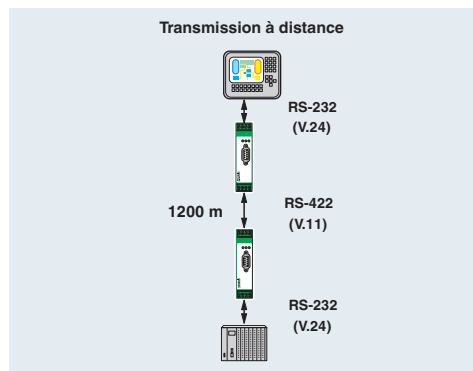 Transmission à distance
RS-232
(V.24)
1200 m
RS-422
(V.11)
RS-232
(V.24)